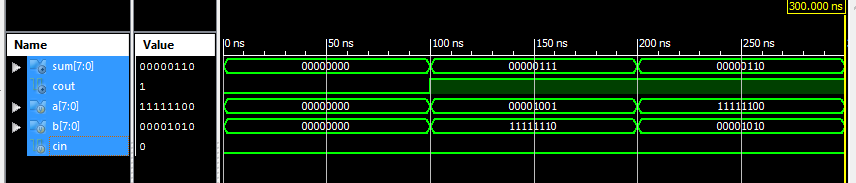 300.000 ns
Name Value 0 ns 50 ns 100 ns 150 ns 200 ns 250 ns
sum[7:0] 00000110 00000000 00000111 00000110
cout 1
a[7:0] 11111100 00000000 00001001 11111100
b[7:0] 00001010 00000000 11111110 00001010
cin 0